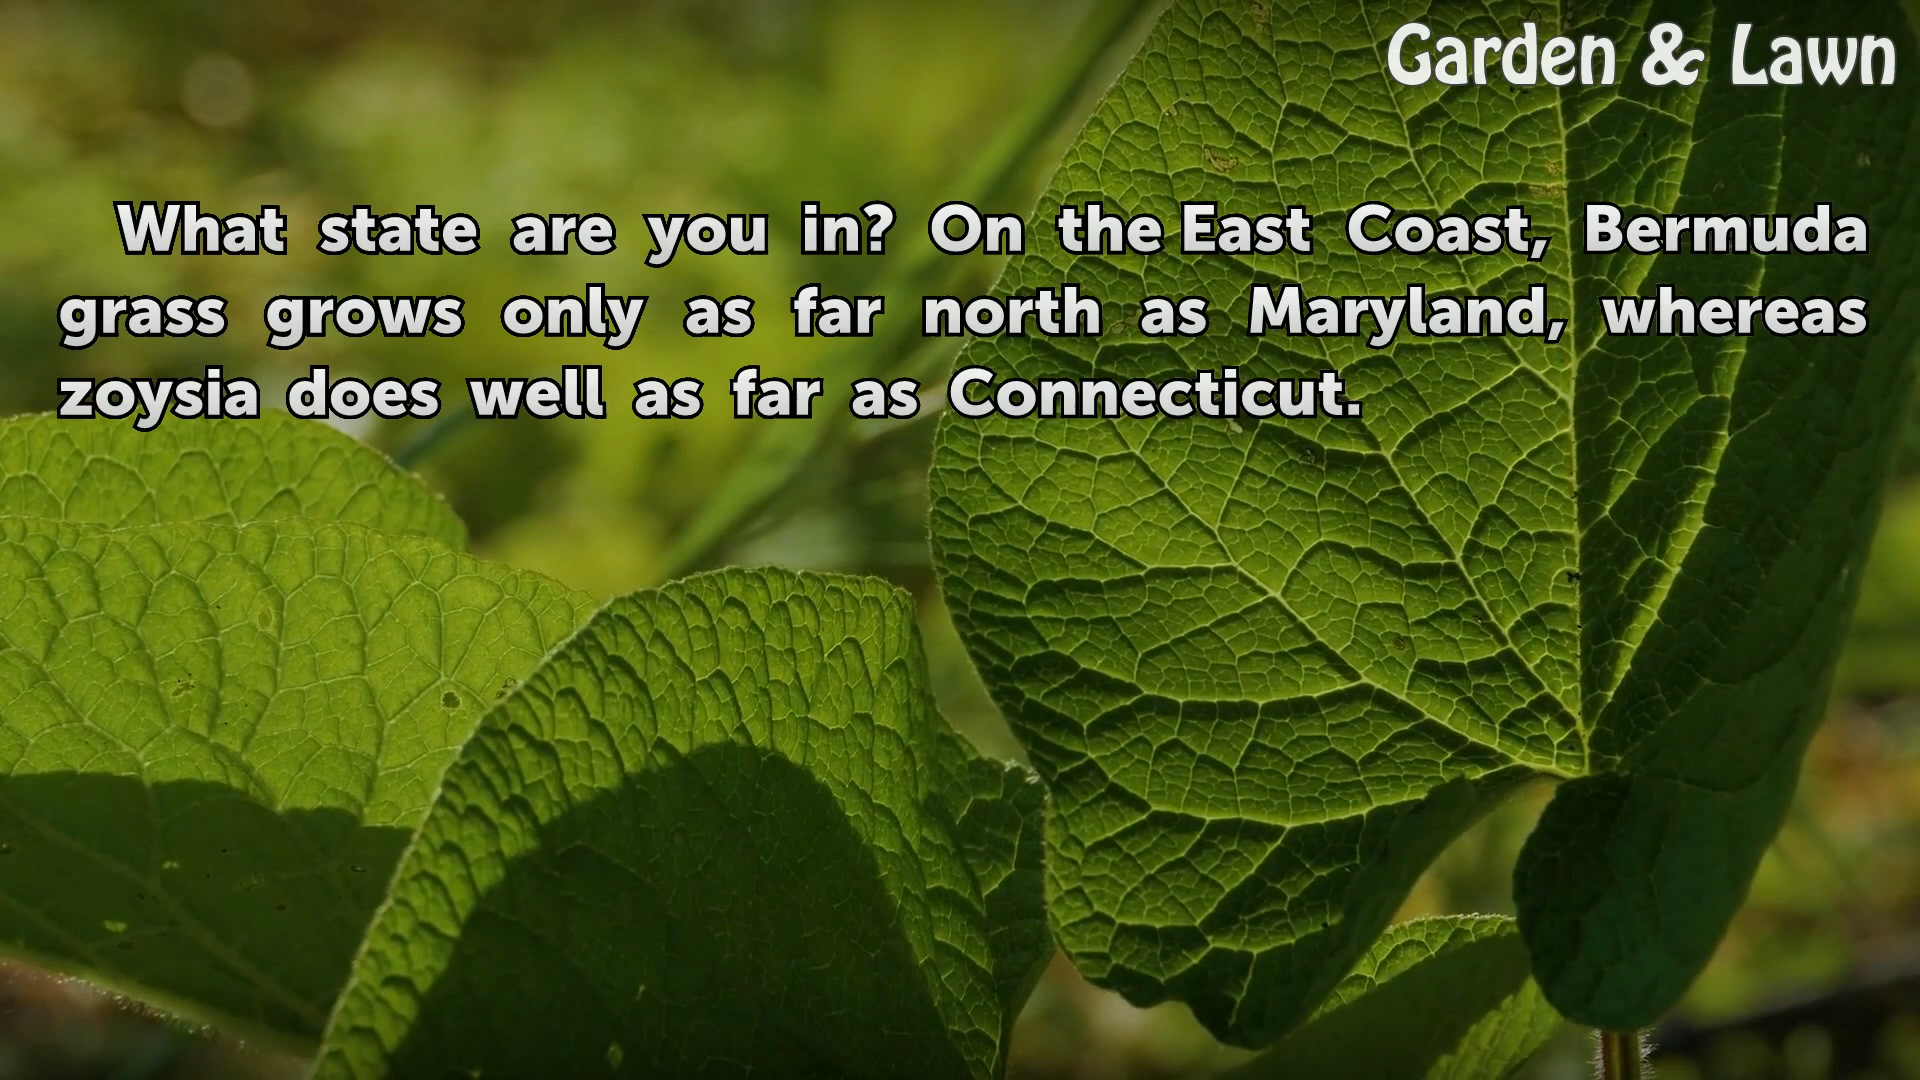 Garden & Lawn
What state are you in? On the East Coast, Bermuda
grass grows only as far north as Maryland, whereas
zoysia does well as far as Connecticut.